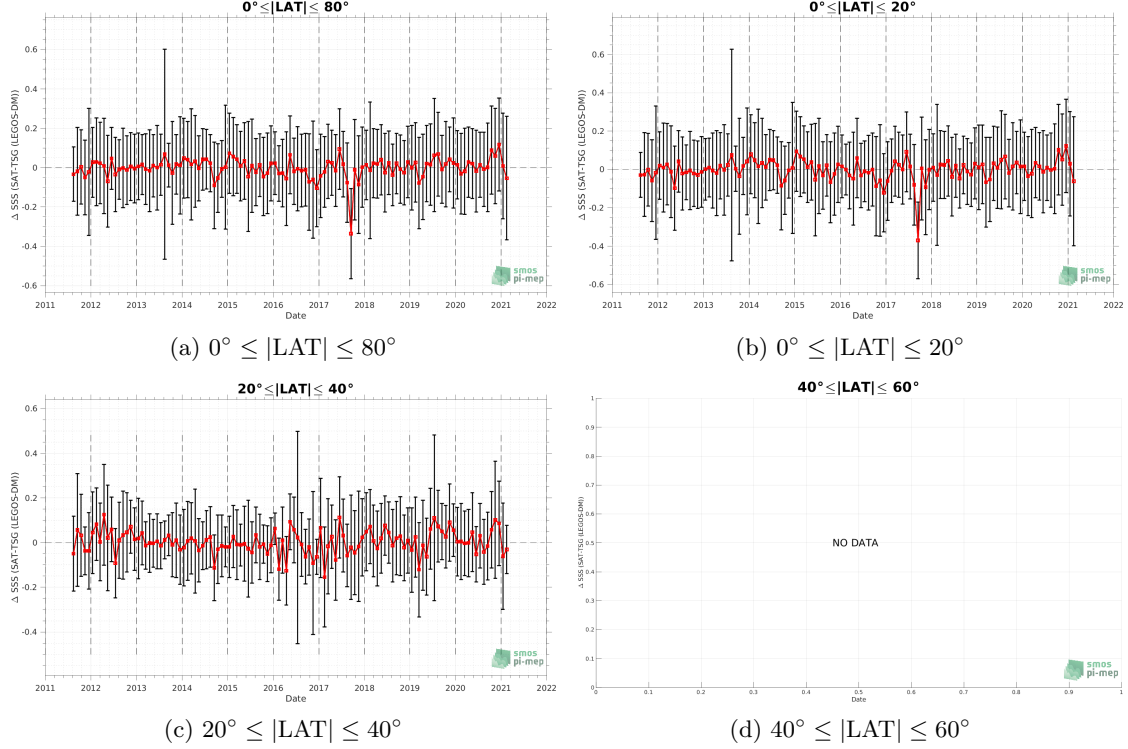 0°≤|LAT|≤ 80°
Δ SSS (SAT-TSG (LEGOS-DM))
0.6
0.4
0.2
0
-0.2
-0.4
-0.6
smos
pi-mep
2011 2012 2013 2014 2015 2016 2017 2018 2019 2020 2021 2022
Date
(a) 0° ≤ |LAT| ≤ 80°
0°≤|LAT|≤ 20°
Δ SSS (SAT-TSG (LEGOS-DM))
0.6
0.4
0.2
0
-0.2
-0.4
-0.6
smos
pi-mep
2011 2012 2013 2014 2015 2016 2017 2018 2019 2020 2021 2022
Date
(b) 0° ≤ |LAT| ≤ 20°
20°≤|LAT|≤ 40°
Δ SSS (SAT-TSG (LEGOS-DM))
0.6
0.4
0.2
0
-0.2
-0.4
smos
pi-mep
2011 2012 2013 2014 2015 2016 2017 2018 2019 2020 2021 2022
Date
(c) 20° ≤ |LAT| ≤ 40°
40°≤|LAT|≤ 60°
Δ SSS (SAT-TSG (LEGOS-DM))
1
0.9
0.8
0.7
0.6
0.5
0.4
0.3
0.2
0.1
0
NO DATA
smos
pi-mep
0 0.1 0.2 0.3 0.4 0.5 0.6 0.7 0.8 0.9 1
Date
(d) 40° ≤ |LAT| ≤ 60°